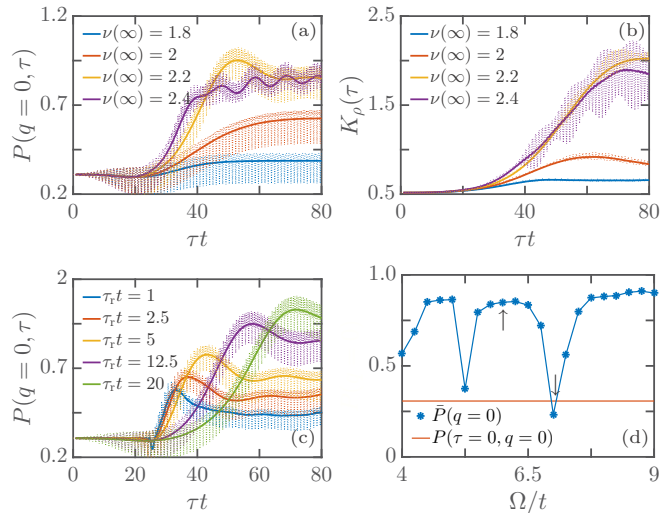 1.2
0.7
0.2
P(q = 0, τ)
ν(∞) = 1.8
ν(∞) = 2
ν(∞) = 2.2
ν(∞) = 2.4
(a)
0 40 80
τt
2.5
1.5
0.5
K_ρ(τ)
ν(∞) = 1.8
ν(∞) = 2
ν(∞) = 2.2
ν(∞) = 2.4
(b)
0 40 80
τt
2
0.7
0.2
P(q = 0, τ)
τ_r t = 1
τ_r t = 2.5
τ_r t = 5
τ_r t = 12.5
τ_r t = 20
(c)
0 20 40 60 80
τt
1.0
0.5
0
P̄(q = 0)
P(τ = 0, q = 0)
(d)
4 6.5 9
Ω/t